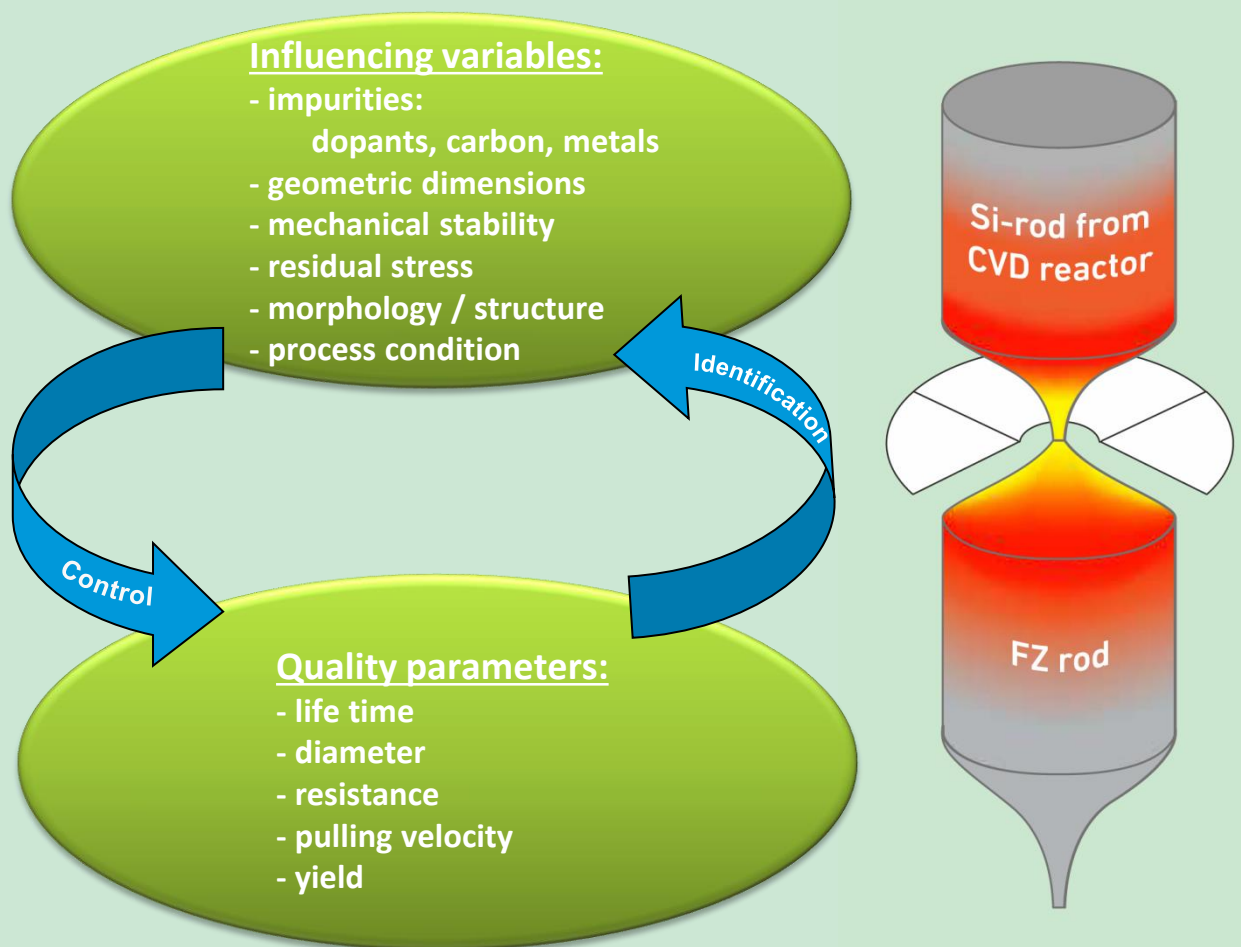 Influencing variables:
- impurities:
dopants, carbon, metals
- geometric dimensions
- mechanical stability
- residual stress
- morphology / structure
- process condition
Identification
Control
Quality parameters:
- life time
- diameter
- resistance
- pulling velocity
- yield
Si-rod from
CVD reactor
FZ rod